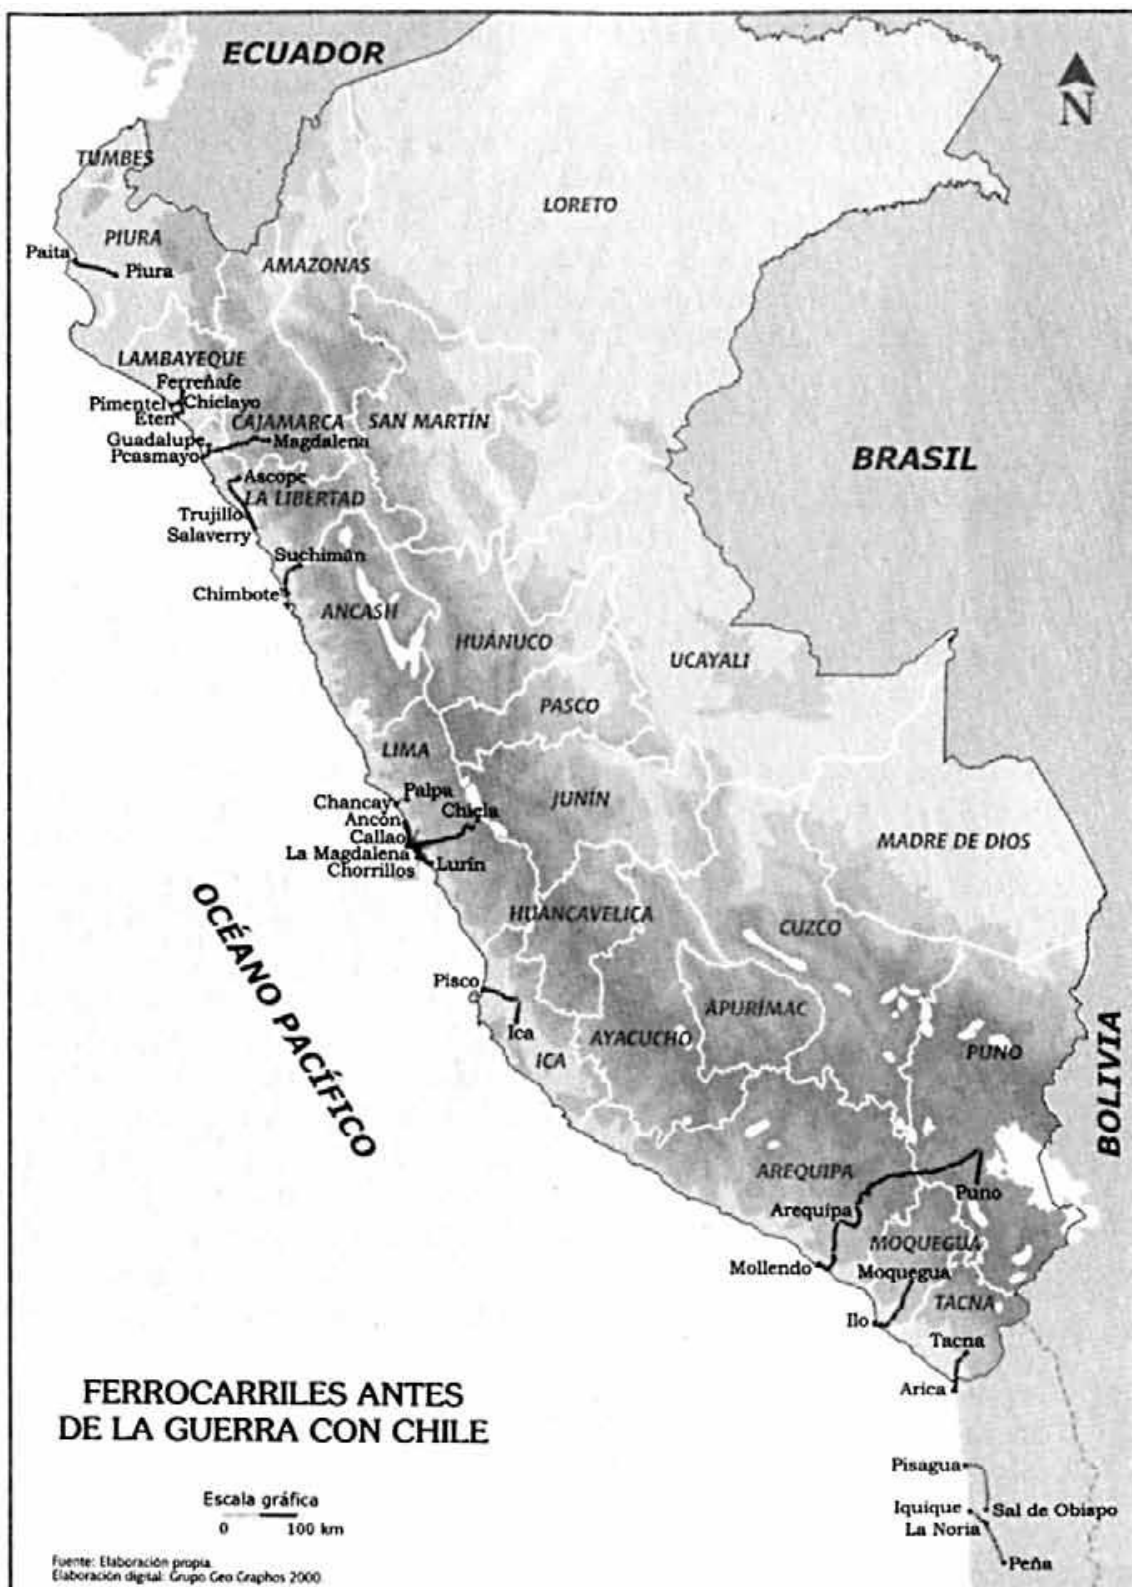 ECUADOR
N
TUMBES
LORETO
PIURA
Paita
Piura
AMAZONAS
LAMBAYEQUE
Ferreñafe
Pimentel
Chiclayo
Eten
CAJAMARCA
SAN MARTÍN
Guadalupe
Magdalena
Pcasmayo
BRASIL
Ascope
LA LIBERTAD
Trujillo
Salaverry
Suchimán
Chimbote
ANCASH
HUÁNUCO
UCAYALI
PASCO
LIMA
Palpa
JUNÍN
Chancay
Chicla
Ancón
Callao
MADRE DE DIOS
La Magdalena
Lurín
Chorrillos
OCÉANO PACÍFICO
HUANCAVELICA
CUZCO
Pisco
APURÍMAC
Ica
AYACUCHO
ICA
PUNO
BOLIVIA
AREQUIPA
Puno
Arequipa
MOQUEGUA
Mollendo
Moquegua
TACNA
Ilo
Tacna
Arica
FERROCARRILES ANTES
DE LA GUERRA CON CHILE
Pisagua
Escala gráfica
Iquique
Sal de Obispo
0 100 km
La Noria
Peña
Fuente: Elaboración propia.
Elaboración digital: Grupo Geo Graphos 2000